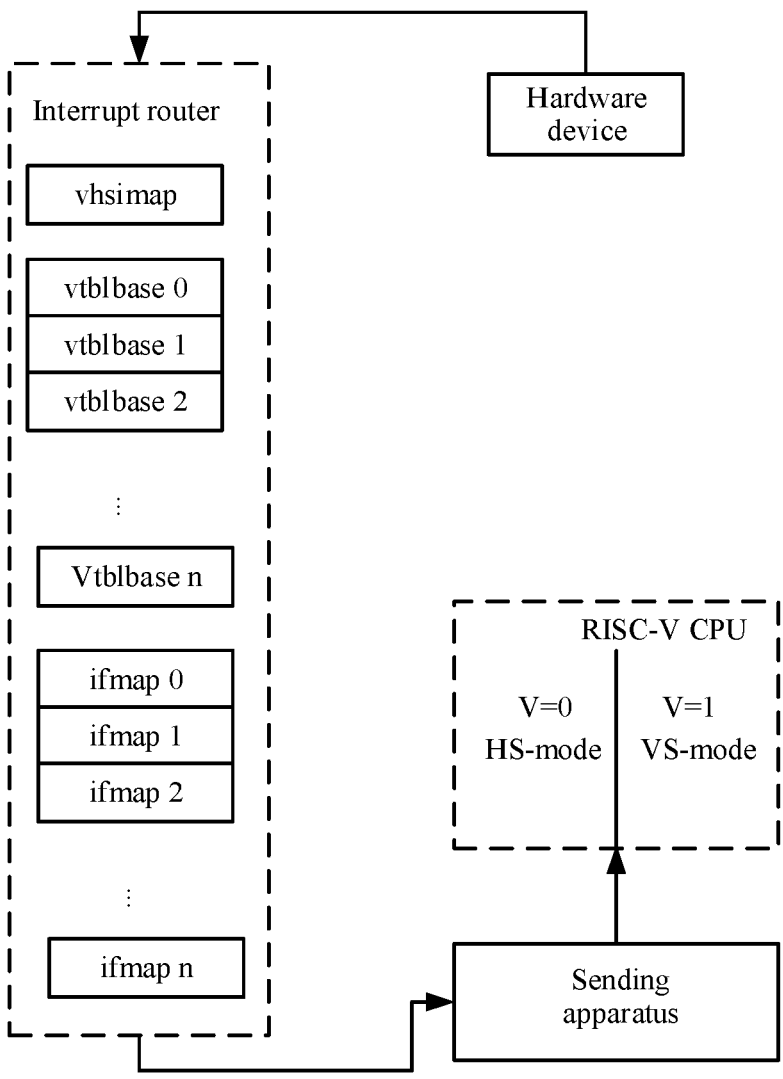 Interrupt router
Hardware
device
vhsimap
vtblbase 0
vtblbase 1
vtblbase 2
⋮
Vtblbase n
ifmap 0
ifmap 1
ifmap 2
⋮
ifmap n
RISC-V CPU
V=0
HS-mode
V=1
VS-mode
Sending
apparatus